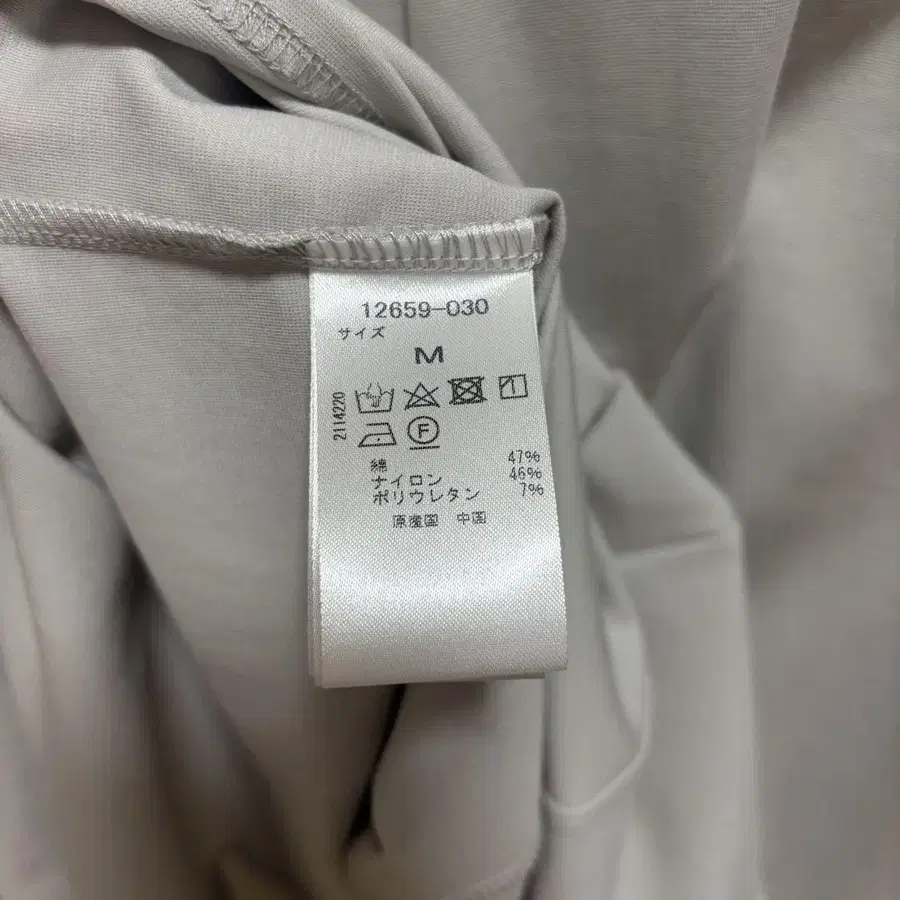 12659-030
サイズ
M
2114220
F
綿 47%
ナイロン 46%
ポリウレタン 7%
原産国 中国